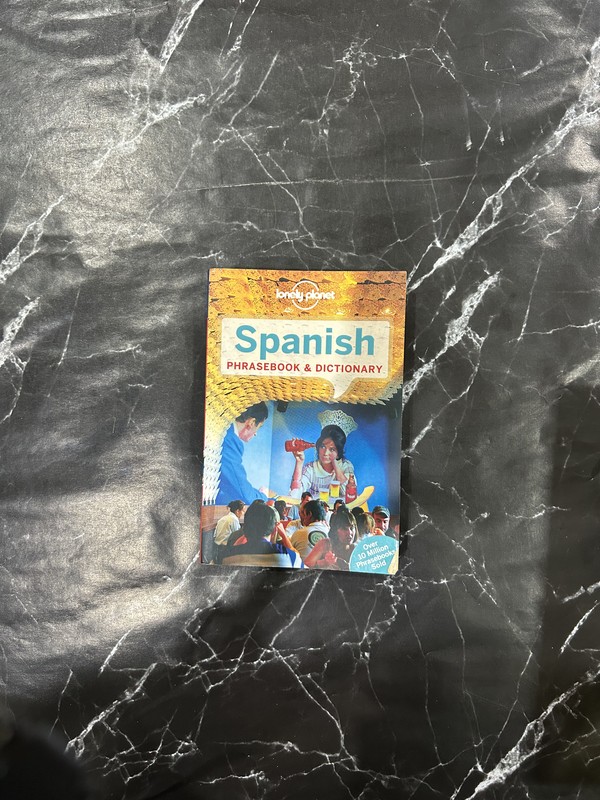 lonely planet
Spanish
PHRASEBOOK & DICTIONARY
Over
10 Million
Phrasebooks
Sold